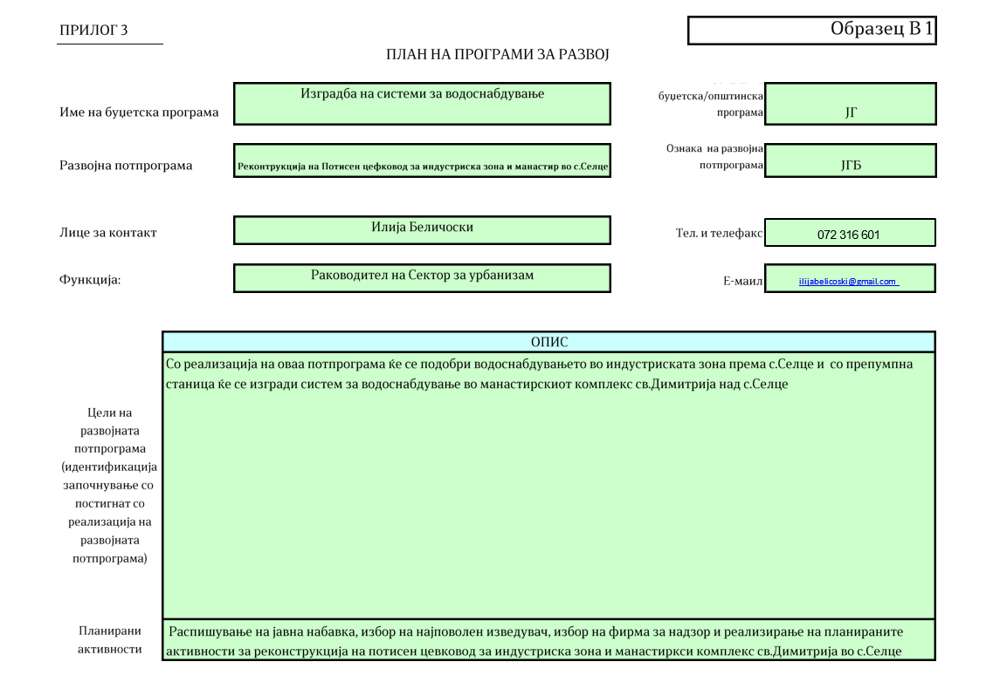 ПРИЛОГ 3
Образец В 1
ПЛАН НА ПРОГРАМИ ЗА РАЗВОЈ
Име на буџетска програма
Изградба на системи за водоснабдување
буџетска/општинска
програма
ЈГ
Развојна потпрограма
Реконтрукција на Потисен цефковод за индустриска зона и манастир во с.Селце
Ознака на развојна
потпрограма
ЈГБ
Лице за контакт
Илија Беличоски
Тел. и телефакс
072 316 601
Функција:
Раководител на Сектор за урбанизам
Е-маил
ilijabelicoski@gmail.com
ОПИС
Цели на
развојната
потпрограма
(идентификација
започнување со
постигнат со
реализација на
развојната
потпрограма)
Со реализација на оваа потпрограма ќе се подобри водоснабдувањето во индустриската зона према с.Селце и со препумпна
станица ќе се изгради систем за водоснабдување во манастирскиот комплекс св.Димитрија над с.Селце
Планирани
активности
Распишување на јавна набавка, избор на најповолен изведувач, избор на фирма за надзор и реализирање на планираните
активности за реконструкција на потисен цевковод за индустриска зона и манастиркси комплекс св.Димитрија во с.Селце